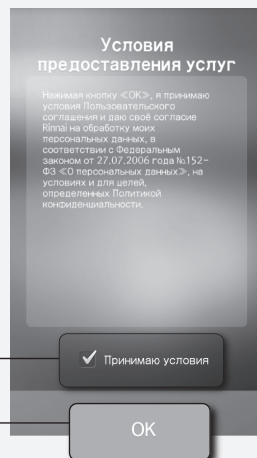 Условия
предоставления услуг
Нажимая кнопку ≪ОК≫, я принимаю
условия Пользовательского
соглашения и даю своё согласие
Rinnai на обработку моих
персональных данных, в
соответствии с Федеральным
законом от 27.07.2006 года №152-
ФЗ ≪О персональных данных≫, на
условиях и для целей,
определенных Политикой
конфиденциальности.
Принимаю условия
OK